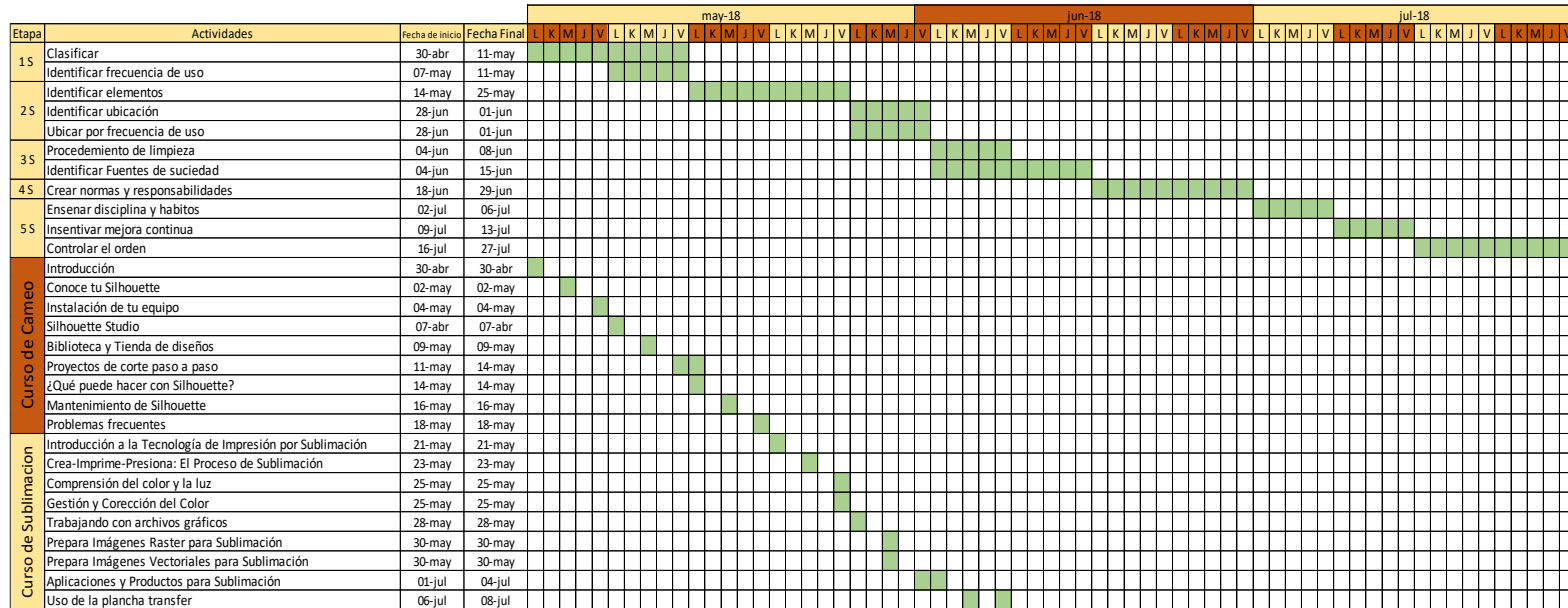 may-18 jun-18 jul-18
Etapa Actividades Fecha de inicio Fecha Final L K M J V L K M J V L K M J V L K M J V L K M J V L K M J V L K M J V L K M J V L K M J V L K M J V L K M J V L K M J V L K M J V
1 S Clasificar 30-abr 11-may
Identificar frecuencia de uso 07-may 11-may
2 S Identificar elementos 14-may 25-may
Identificar ubicación 28-jun 01-jun
Ubicar por frecuencia de uso 28-jun 01-jun
3 S Procedemiento de limpieza 04-jun 08-jun
Identificar Fuentes de suciedad 04-jun 15-jun
4 S Crear normas y responsabilidades 18-jun 29-jun
5 S Ensenar disciplina y habitos 02-jul 06-jul
Insentivar mejora continua 09-jul 13-jul
Controlar el orden 16-jul 27-jul
Curso de Cameo
Introducción 30-abr 30-abr
Conoce tu Silhouette 02-may 02-may
Instalación de tu equipo 04-may 04-may
Silhouette Studio 07-abr 07-abr
Biblioteca y Tienda de diseños 09-may 09-may
Proyectos de corte paso a paso 11-may 14-may
¿Qué puede hacer con Silhouette? 14-may 14-may
Mantenimiento de Silhouette 16-may 16-may
Problemas frecuentes 18-may 18-may
Curso de Sublimacion
Introducción a la Tecnología de Impresión por Sublimación 21-may 21-may
Crea-Imprime-Presiona: El Proceso de Sublimación 23-may 23-may
Comprensión del color y la luz 25-may 25-may
Gestión y Corección del Color 25-may 25-may
Trabajando con archivos gráficos 28-may 28-may
Prepara Imágenes Raster para Sublimación 30-may 30-may
Prepara Imágenes Vectoriales para Sublimación 30-may 30-may
Aplicaciones y Productos para Sublimación 01-jul 04-jul
Uso de la plancha transfer 06-jul 08-jul